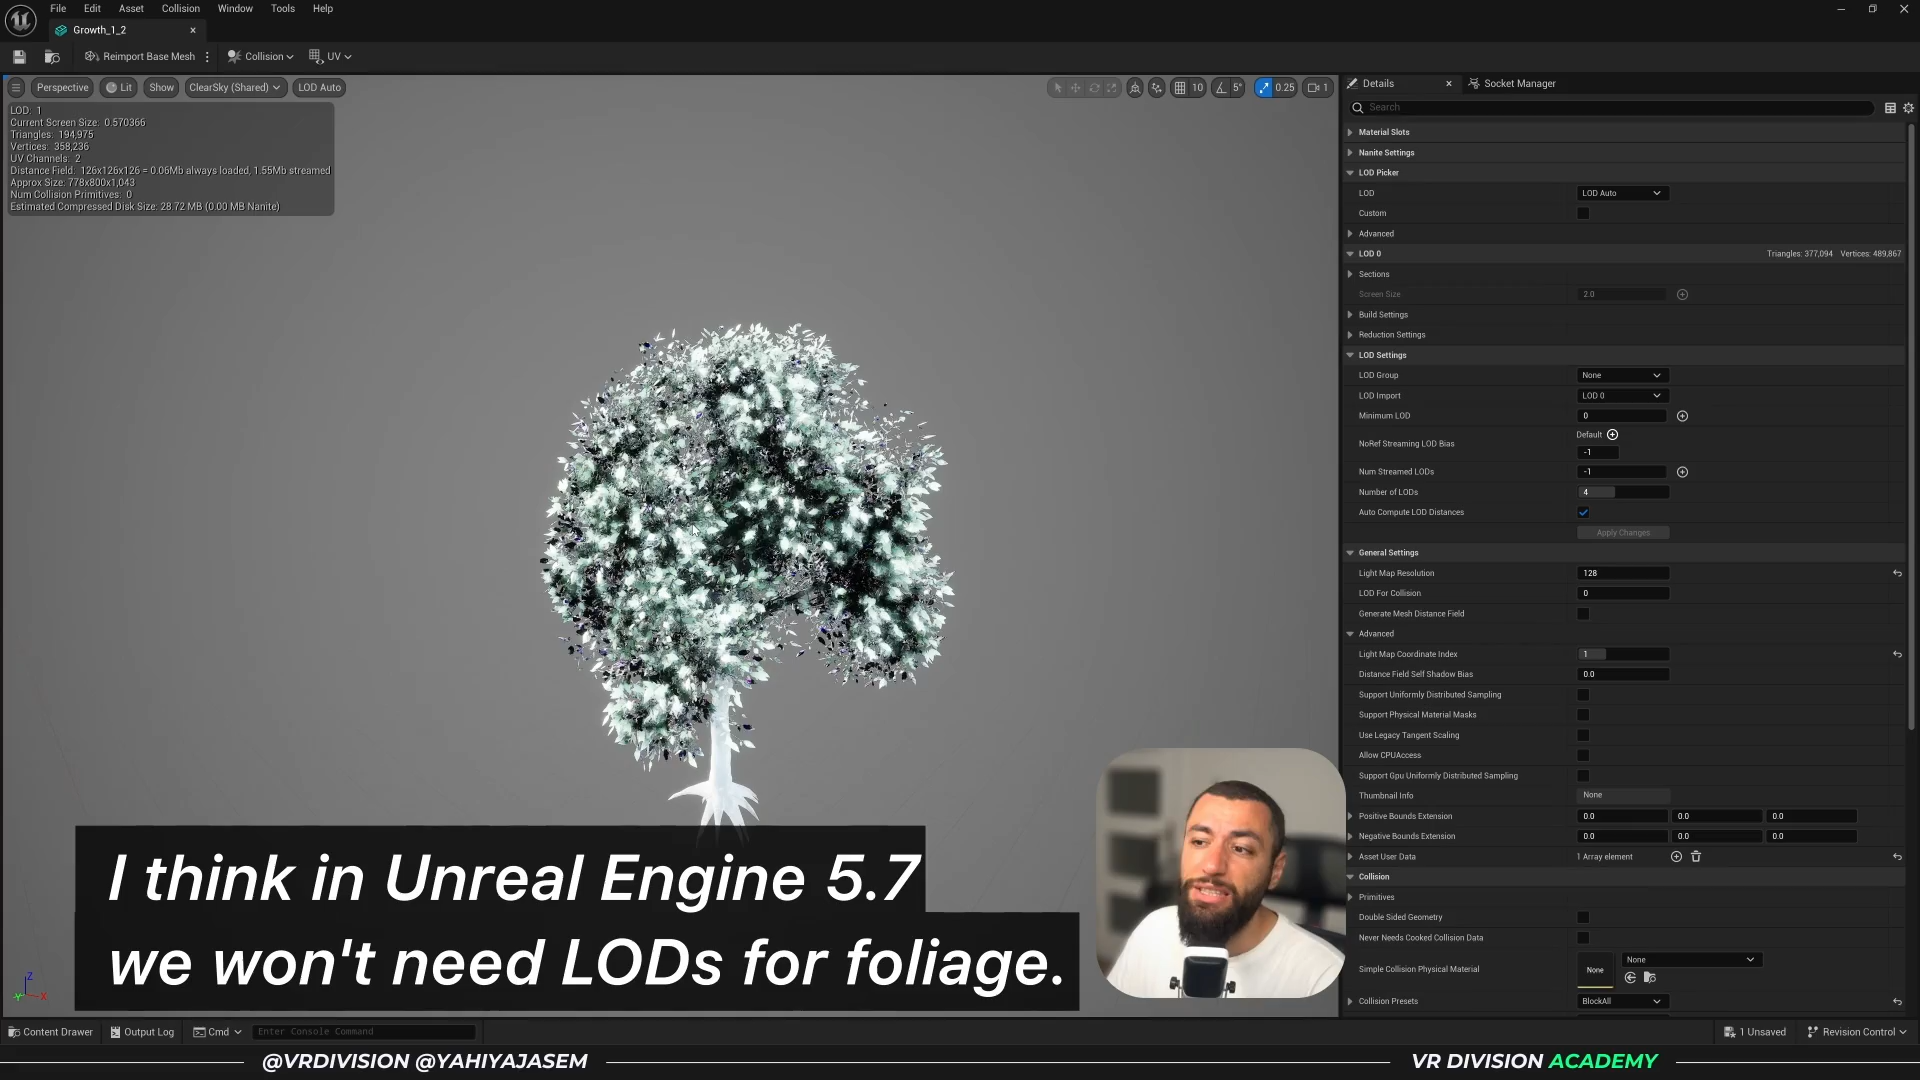 File Edit Asset Collision Window Tools Help
Growth_1_2
Reimport Base Mesh Collision UV
Perspective Lit Show ClearSky (Shared) LOD Auto 10 5° 0.25 1
LOD: 1
Current Screen Size: 0.570366
Triangles: 194,975
Vertices: 358,236
UV Channels: 2
Distance Field: 126x126x126 = 0.06Mb always loaded, 1.55Mb streamed
Approx Size: 778x800x1,043
Num Collision Primitives: 0
Estimated Compressed Disk Size: 28.72 MB (0.00 MB Nanite)
Details Socket Manager
Search
Material Slots
Nanite Settings
LOD Picker
LOD LOD Auto
Custom
Advanced
LOD 0 Triangles: 377,094 Vertices: 489,867
Sections
Screen Size 2.0
Build Settings
Reduction Settings
LOD Settings
LOD Group None
LOD Import LOD 0
Minimum LOD 0
Default
NoRef Streaming LOD Bias
-1
Num Streamed LODs -1
Number of LODs 4
Auto Compute LOD Distances
Apply Changes
General Settings
Light Map Resolution 128
LOD For Collision 0
Generate Mesh Distance Field
Advanced
Light Map Coordinate Index 1
Distance Field Self Shadow Bias 0.0
Support Uniformly Distributed Sampling
Support Physical Material Masks
Use Legacy Tangent Scaling
Allow CPUAccess
Support Gpu Uniformly Distributed Sampling
Thumbnail Info None
Positive Bounds Extension 0.0 0.0 0.0
Negative Bounds Extension 0.0 0.0 0.0
Asset User Data 1 Array element
Collision
Primitives
Double Sided Geometry
Never Needs Cooked Collision Data
Simple Collision Physical Material None None
Collision Presets BlockAll
I think in Unreal Engine 5.7
we won't need LODs for foliage.
Z
Y X
Content Drawer Output Log Cmd Enter Console Command 1 Unsaved Revision Control
@VRDIVISION @YAHIYAJASEM VR DIVISION ACADEMY